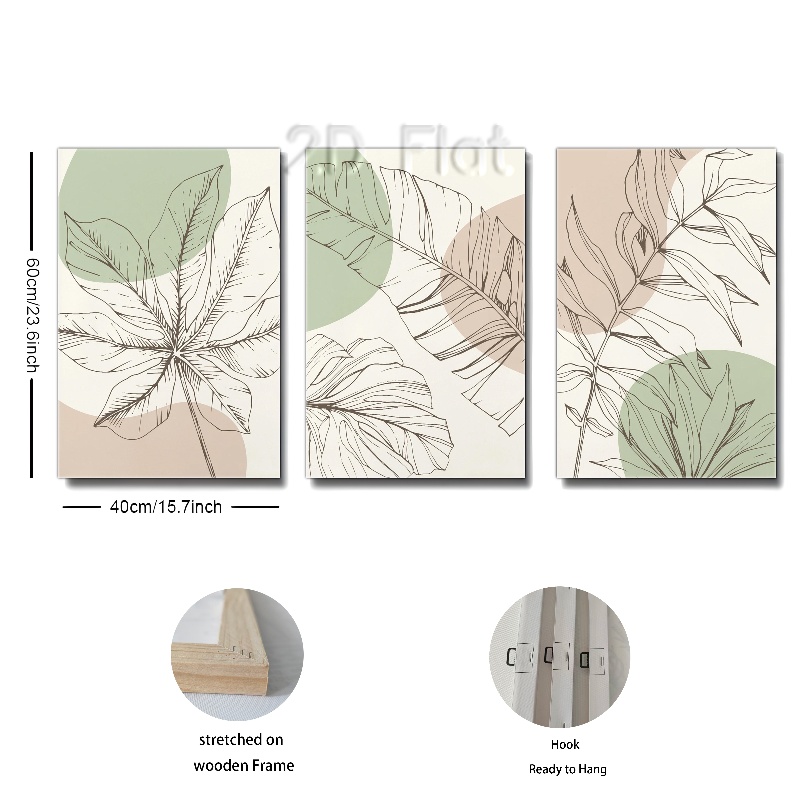 2D Flat
60cm/23.6inch
40cm/15.7inch
stretched on
wooden Frame
Hook
Ready to Hang